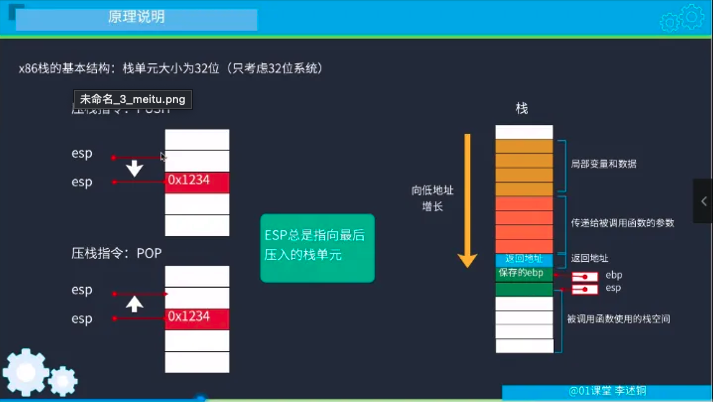 原理说明
x86栈的基本结构：栈单元大小为32位（只考虑32位系统）
未命名_3_meitu.png
压栈指令：PUSH
esp
esp
0x1234
压栈指令：POP
esp
esp
0x1234
ESP总是指向最后
压入的栈单元
栈
向低地址
增长
局部变量和数据
传递给被调用函数的参数
返回地址
返回地址
保存的ebp
ebp
esp
被调用函数使用的栈空间
@01课堂 李述铜